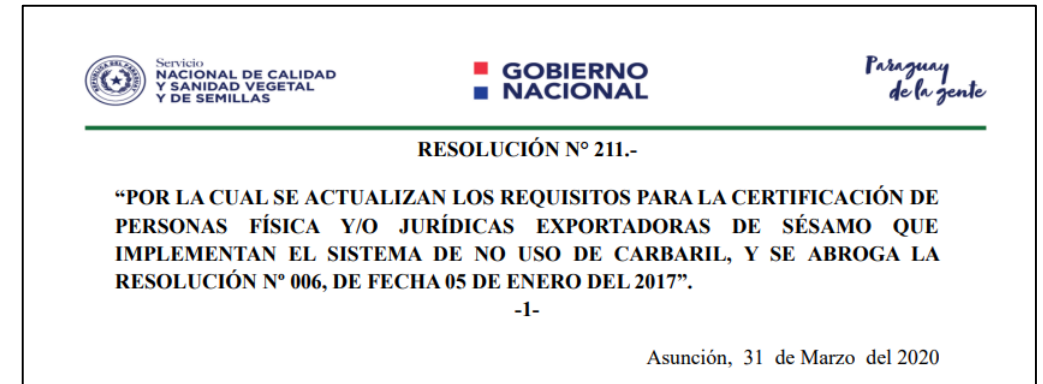 Servicio
NACIONAL DE CALIDAD
Y SANIDAD VEGETAL
Y DE SEMILLAS
GOBIERNO
NACIONAL
Paraguay
de la gente
RESOLUCIÓN Nº 211.-
“POR LA CUAL SE ACTUALIZAN LOS REQUISITOS PARA LA CERTIFICACIÓN DE
PERSONAS FÍSICA Y/O JURÍDICAS EXPORTADORAS DE SÉSAMO QUE
IMPLEMENTAN EL SISTEMA DE NO USO DE CARBARIL, Y SE ABROGA LA
RESOLUCIÓN Nº 006, DE FECHA 05 DE ENERO DEL 2017”.
-1-
Asunción, 31 de Marzo del 2020